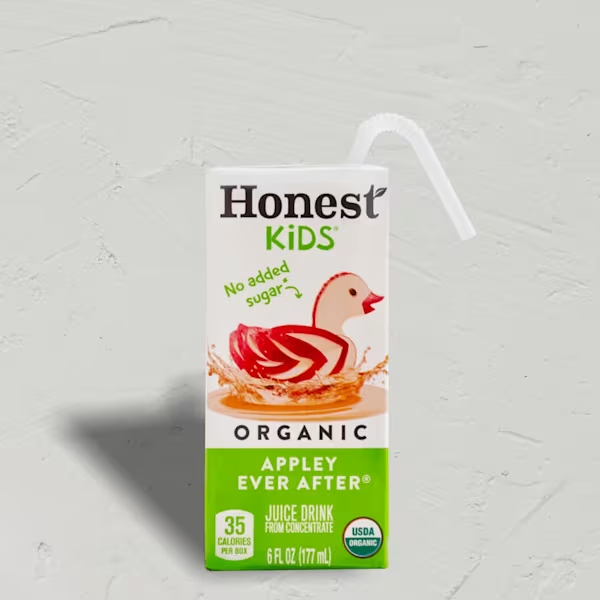 Honest
KiDS®
No added
sugar*
ORGANIC
APPLEY
EVER AFTER®
35
CALORIES
PER BOX
JUICE DRINK
FROM CONCENTRATE
6 FL OZ (177 mL)
USDA
ORGANIC